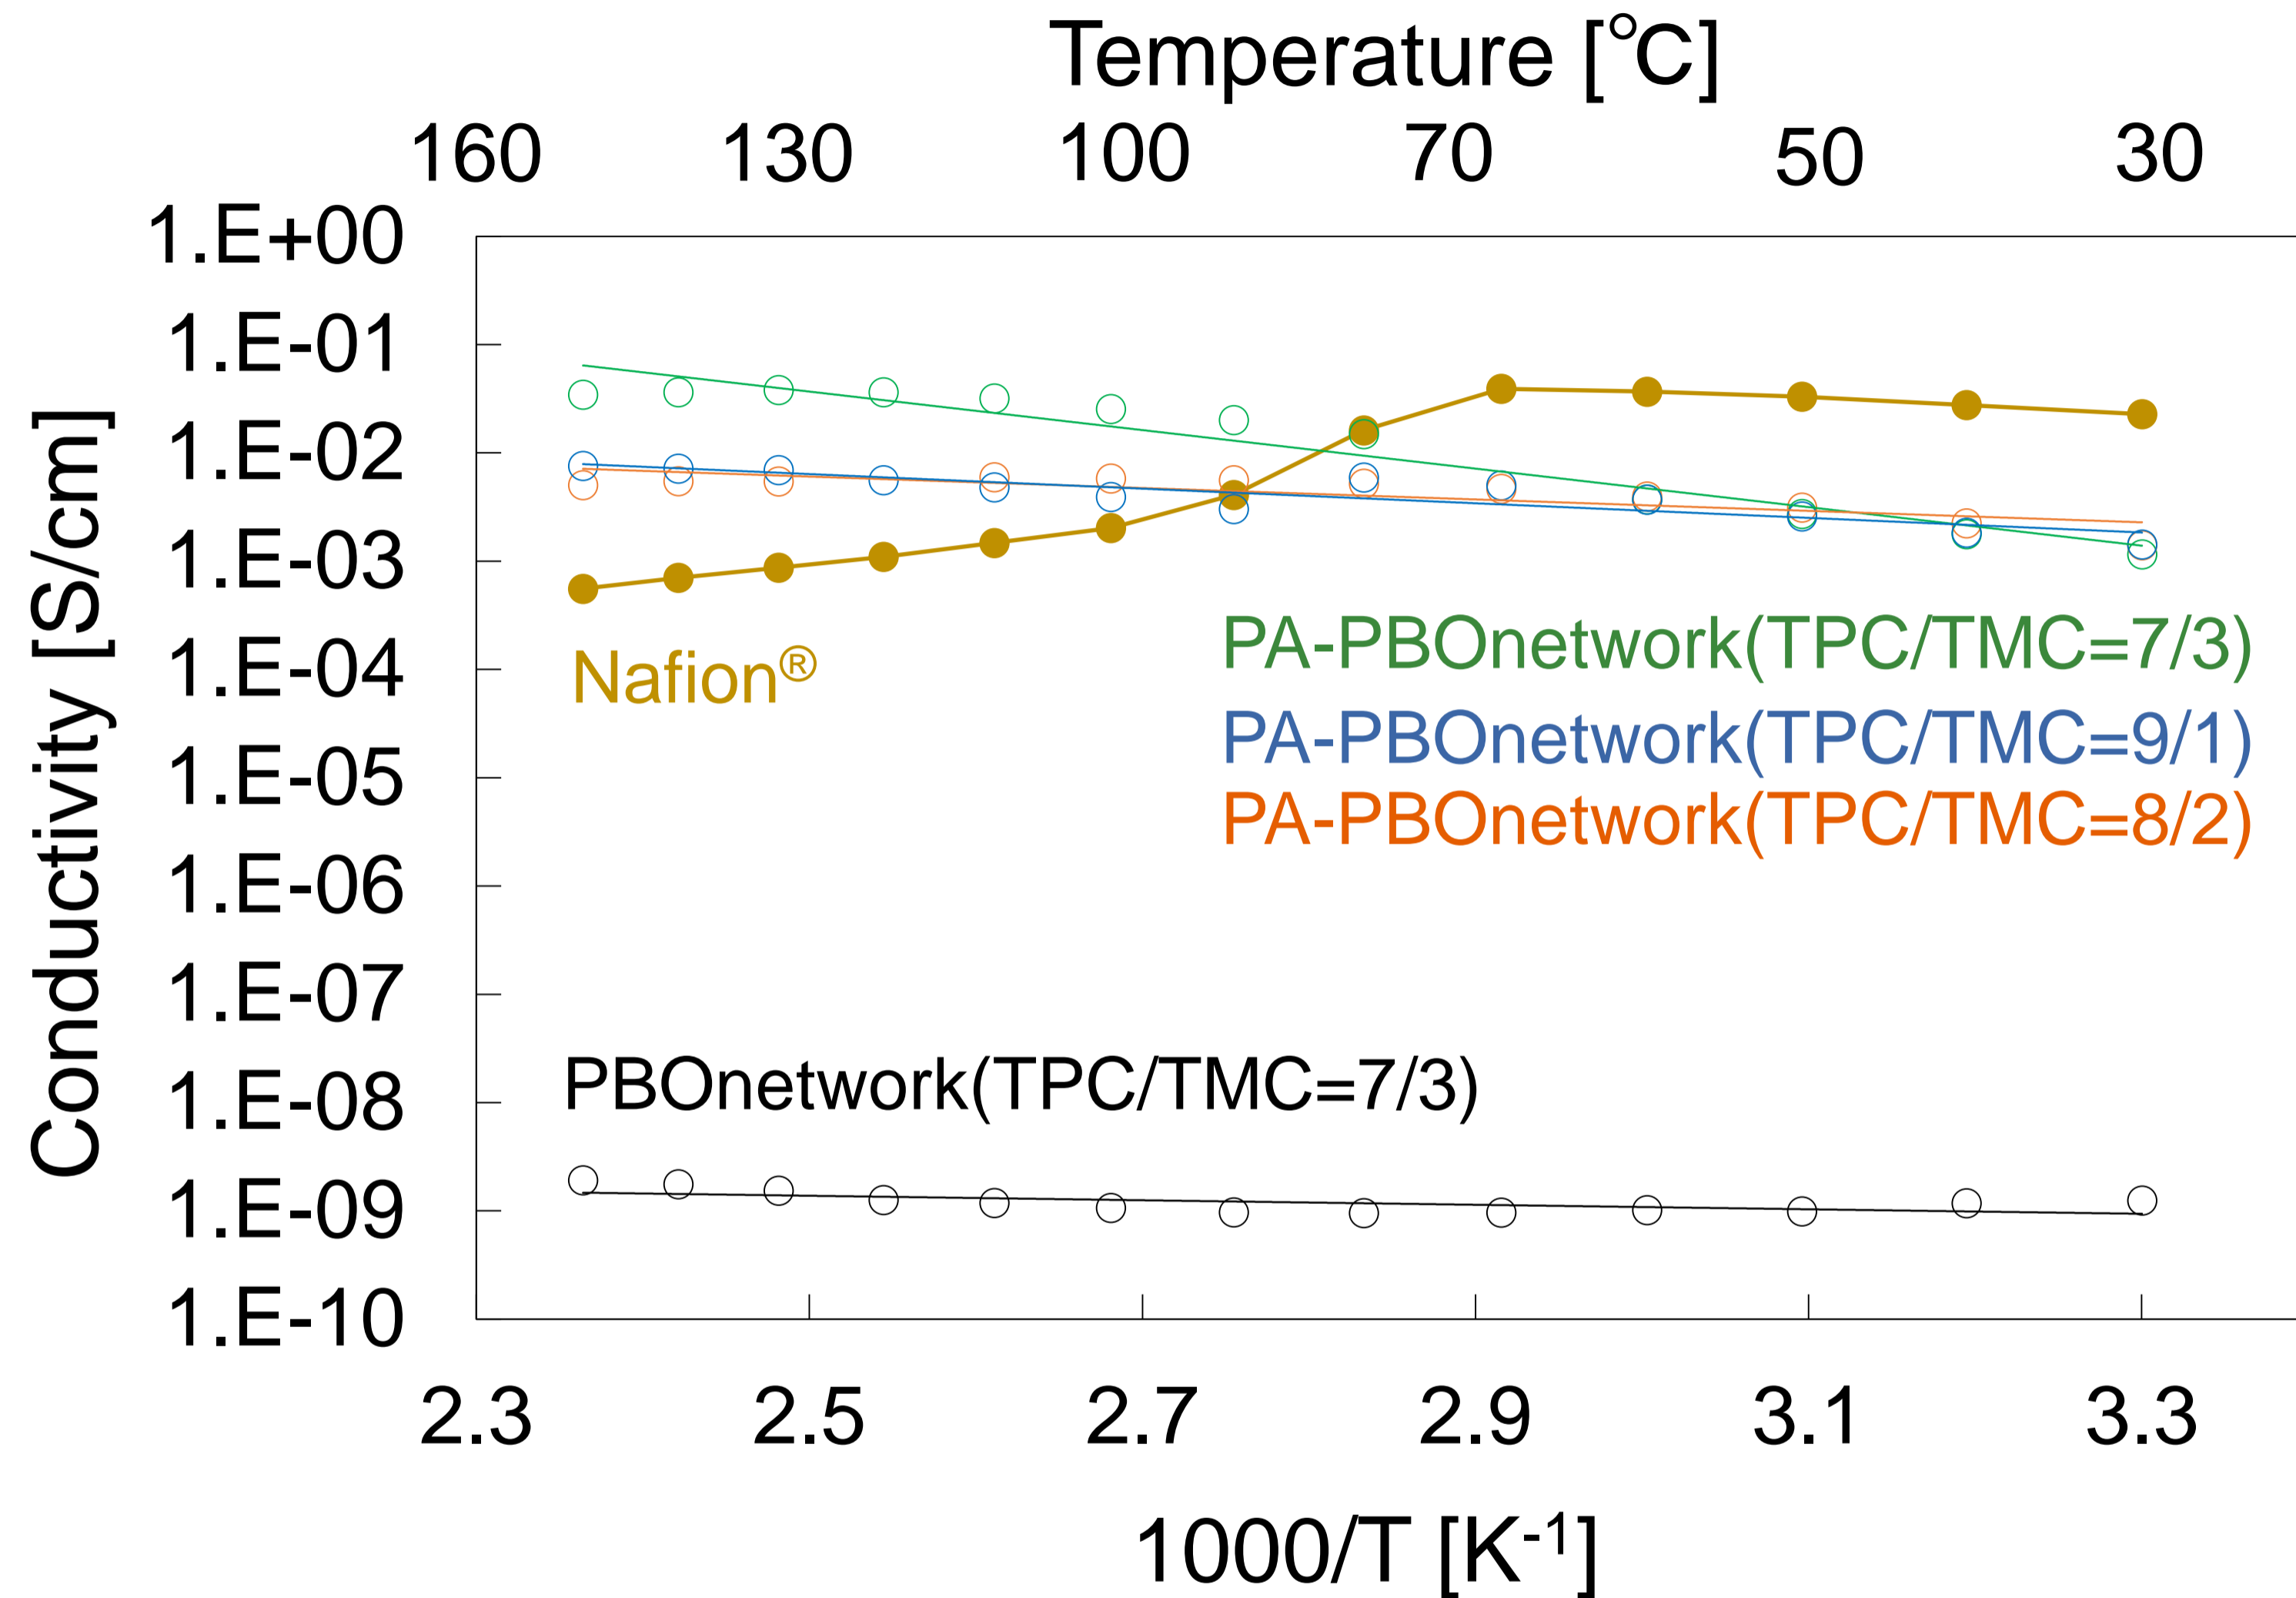 Temperature [°C]
160 130 100 70 50 30
1.E+00
1.E-01
1.E-02
1.E-03
1.E-04
1.E-05
1.E-06
1.E-07
1.E-08
1.E-09
1.E-10
Conductivity [S/cm]
Nafion®
PA-PBOnetwork(TPC/TMC=7/3)
PA-PBOnetwork(TPC/TMC=9/1)
PA-PBOnetwork(TPC/TMC=8/2)
PBOnetwork(TPC/TMC=7/3)
2.3 2.5 2.7 2.9 3.1 3.3
1000/T [K⁻¹]